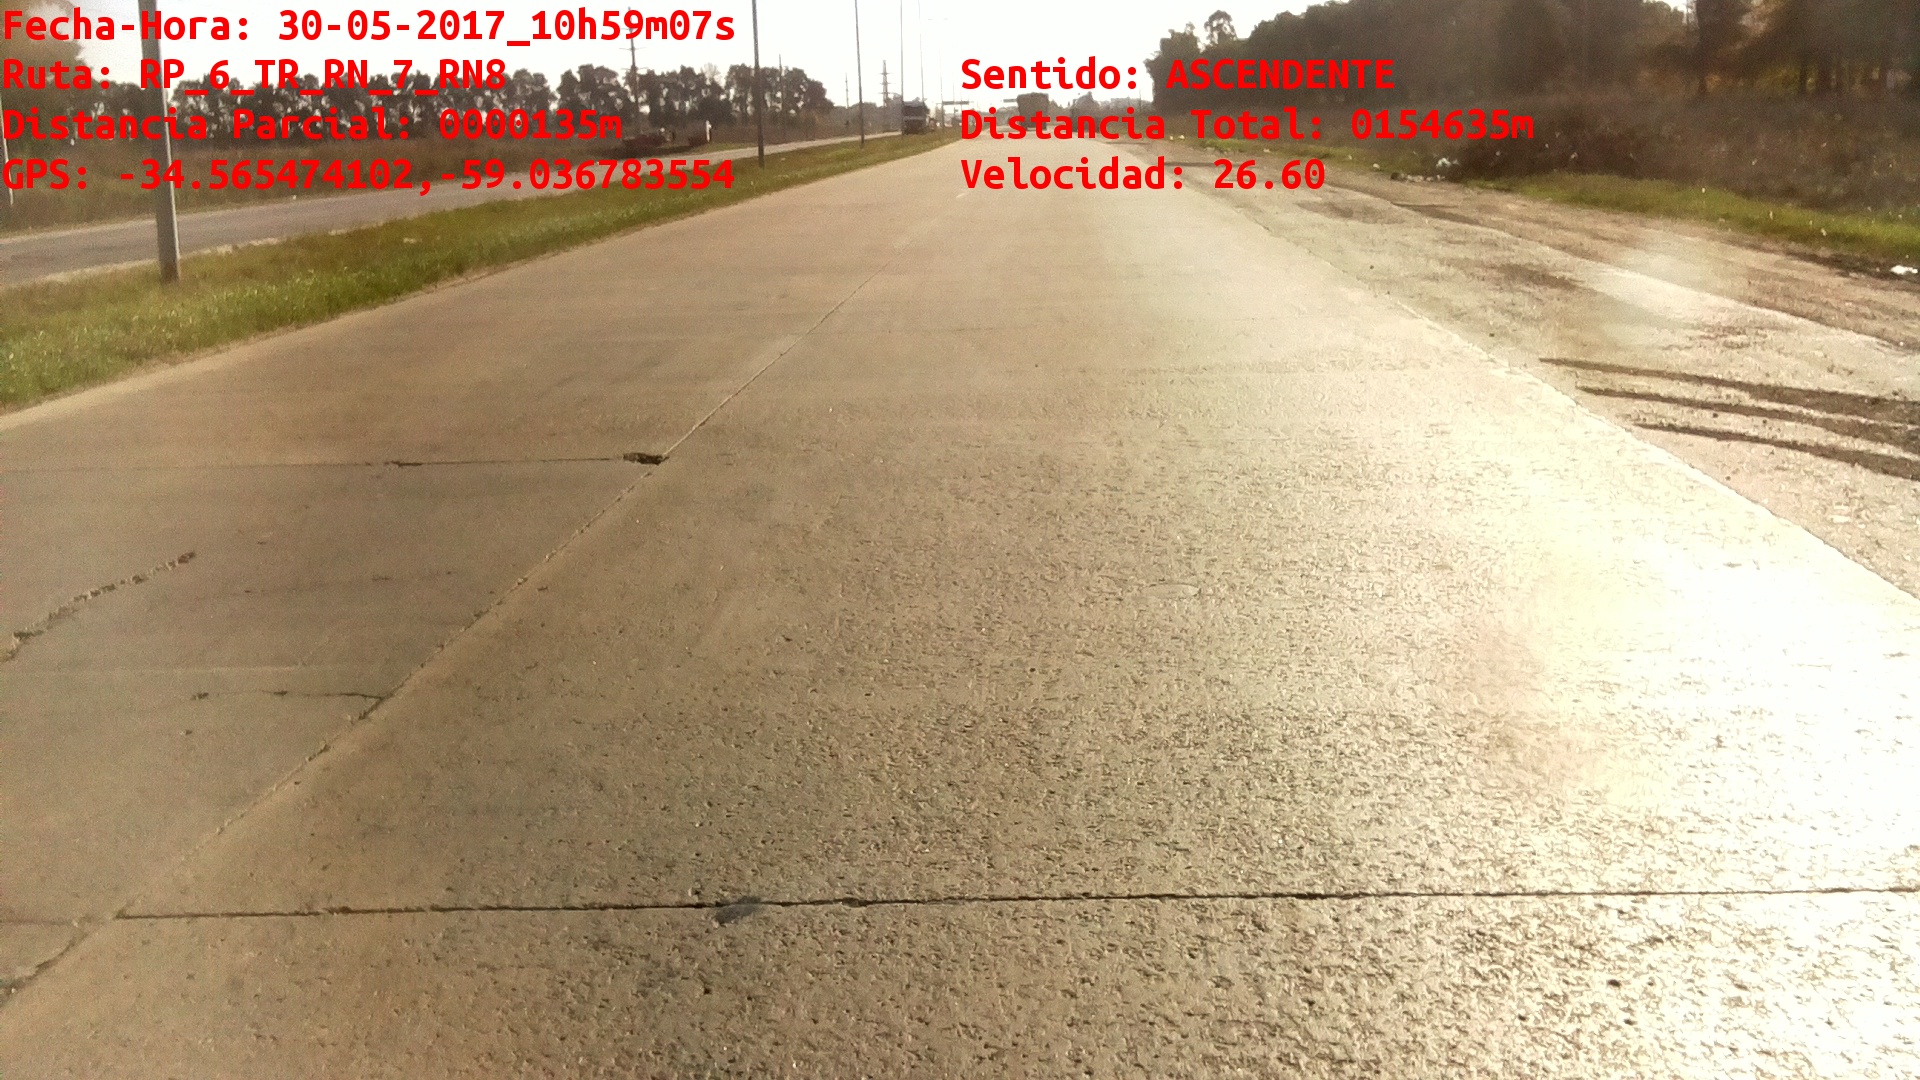 Fecha-Hora: 30-05-2017_10h59m07s
Ruta: RP_6_TR_RN_7_RN8
Sentido: ASCENDENTE
Distancia Parcial: 0000135m
Distancia Total: 0154635m
GPS: -34.565474102,-59.036783554
Velocidad: 26.60